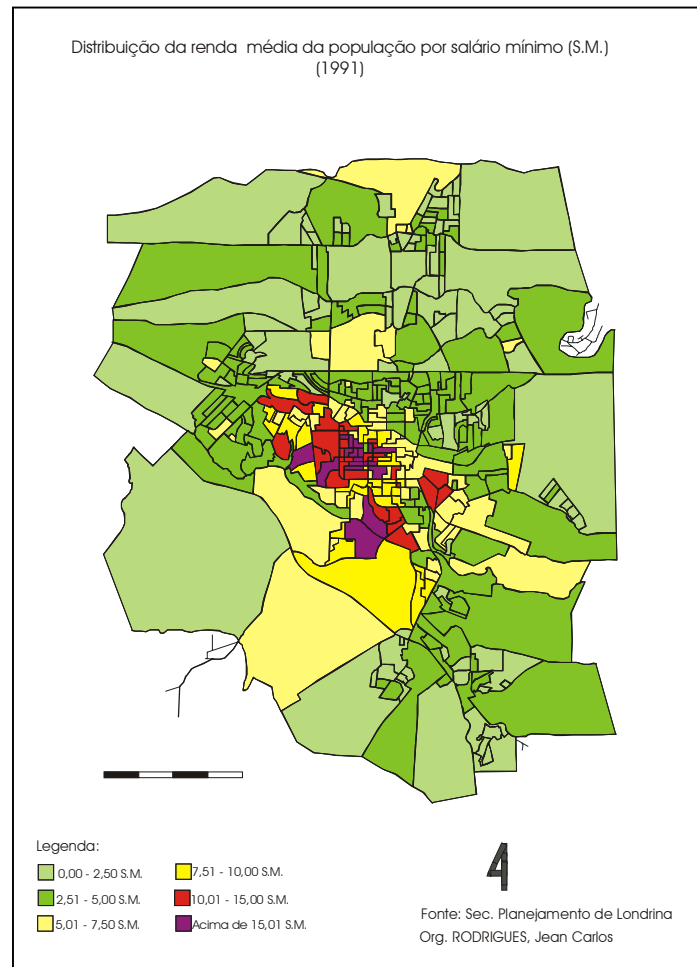 Distribuição da renda média da população por salário mínimo (S.M.)
(1991)
Legenda:
0,00 - 2,50 S.M.
7,51 - 10,00 S.M.
2,51 - 5,00 S.M.
10,01 - 15,00 S.M.
5,01 - 7,50 S.M.
Acima de 15,01 S.M.
Fonte: Sec. Planejamento de Londrina
Org. RODRIGUES, Jean Carlos